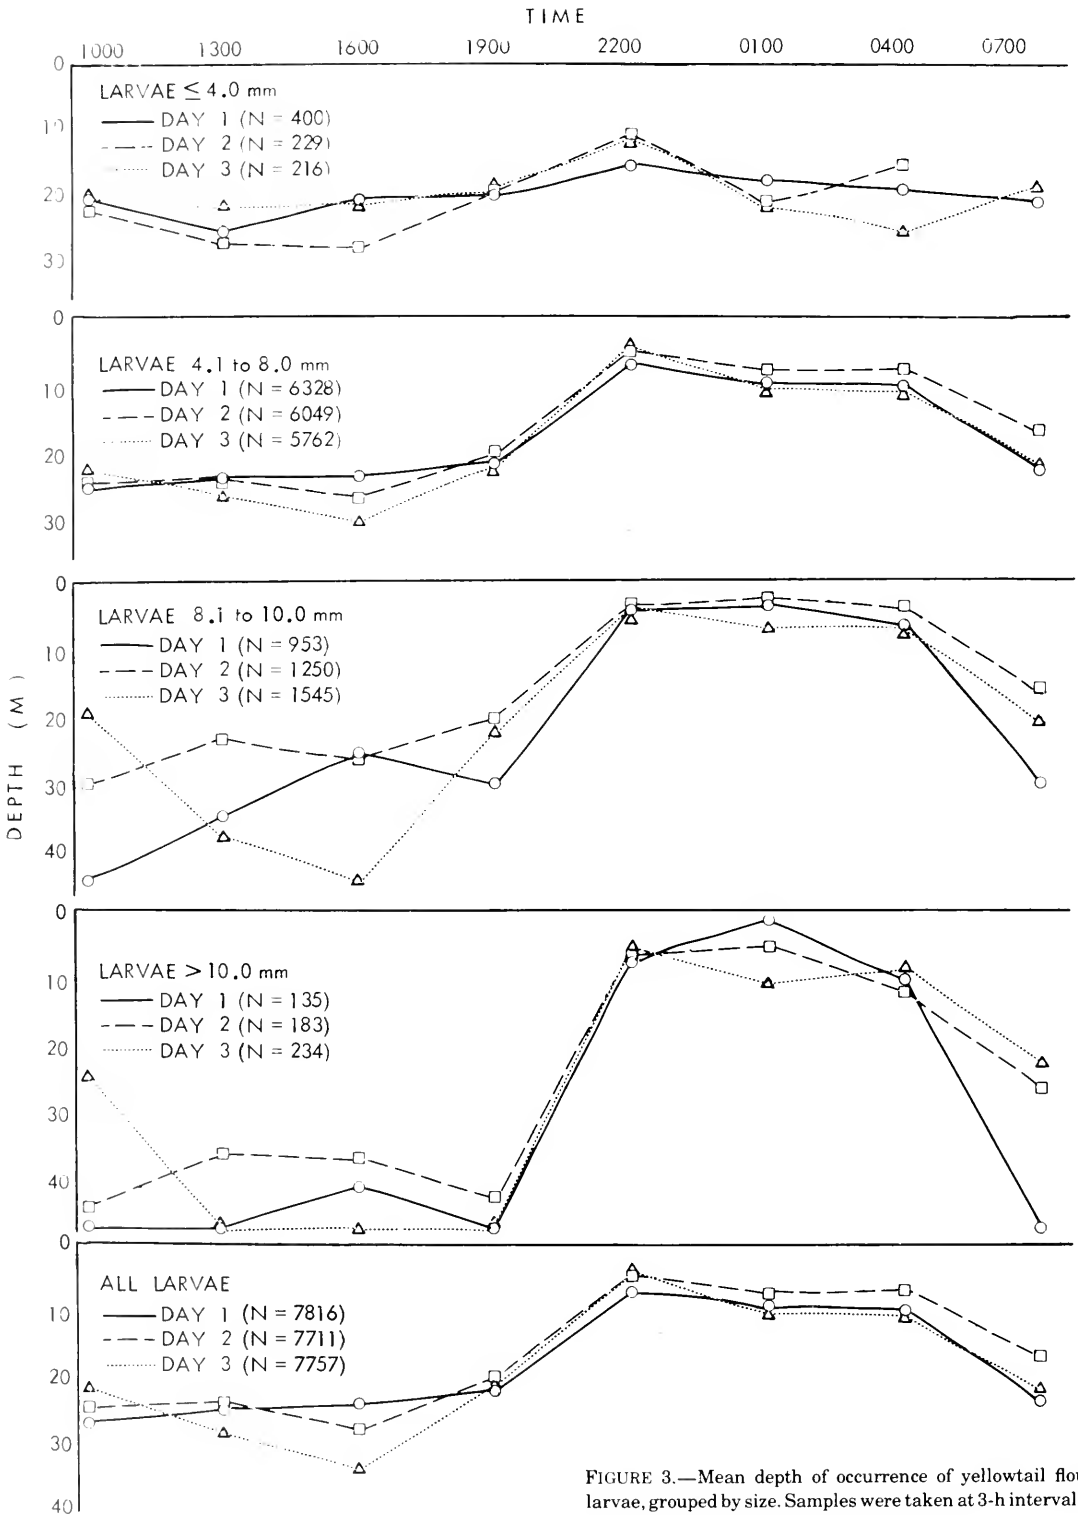 TIME
1000 1300 1600 1900 2200 0100 0400 0700
0
LARVAE ≤ 4.0 mm
10
DAY 1 (N = 400)
DAY 2 (N = 229)
DAY 3 (N = 216)
20
30
0
LARVAE 4.1 to 8.0 mm
DAY 1 (N = 6328)
10
DAY 2 (N = 6049)
DAY 3 (N = 5762)
20
30
0
LARVAE 8.1 to 10.0 mm
DAY 1 (N = 953)
10
DAY 2 (N = 1250)
DAY 3 (N = 1545)
20
30
40
DEPTH (M)
0
LARVAE > 10.0 mm
10
DAY 1 (N = 135)
DAY 2 (N = 183)
DAY 3 (N = 234)
20
30
40
0
ALL LARVAE
DAY 1 (N = 7816)
10
DAY 2 (N = 7711)
DAY 3 (N = 7757)
20
30
40
FIGURE 3.—Mean depth of occurrence of yellowtail
larvae, grouped by size. Samples were taken at 3-h